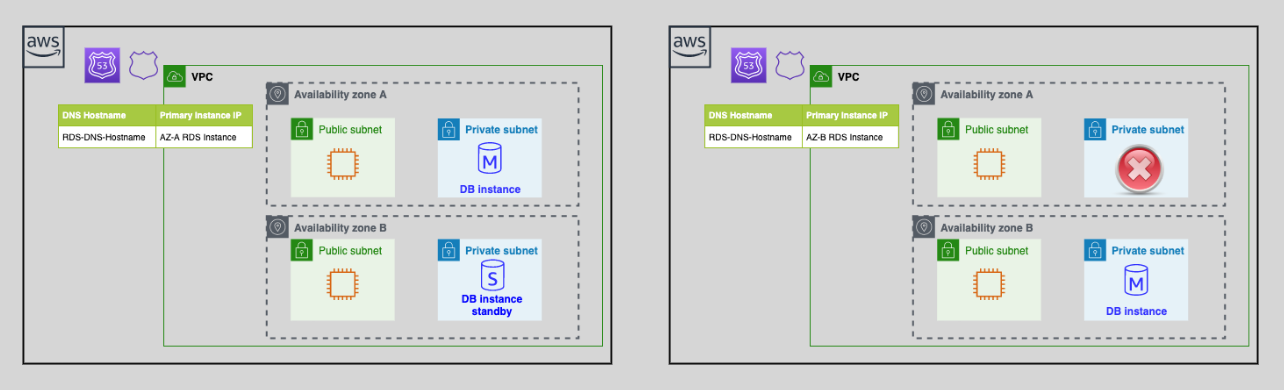 aws
53
VPC
DNS Hostname Primary Instance IP
RDS-DNS-Hostname AZ-A RDS Instance
Availability zone A
Public subnet
Private subnet
M
DB instance
Availability zone B
Public subnet
Private subnet
S
DB instance
standby
aws
53
VPC
DNS Hostname Primary Instance IP
RDS-DNS-Hostname AZ-B RDS Instance
Availability zone A
Public subnet
Private subnet
Availability zone B
Public subnet
Private subnet
M
DB instance